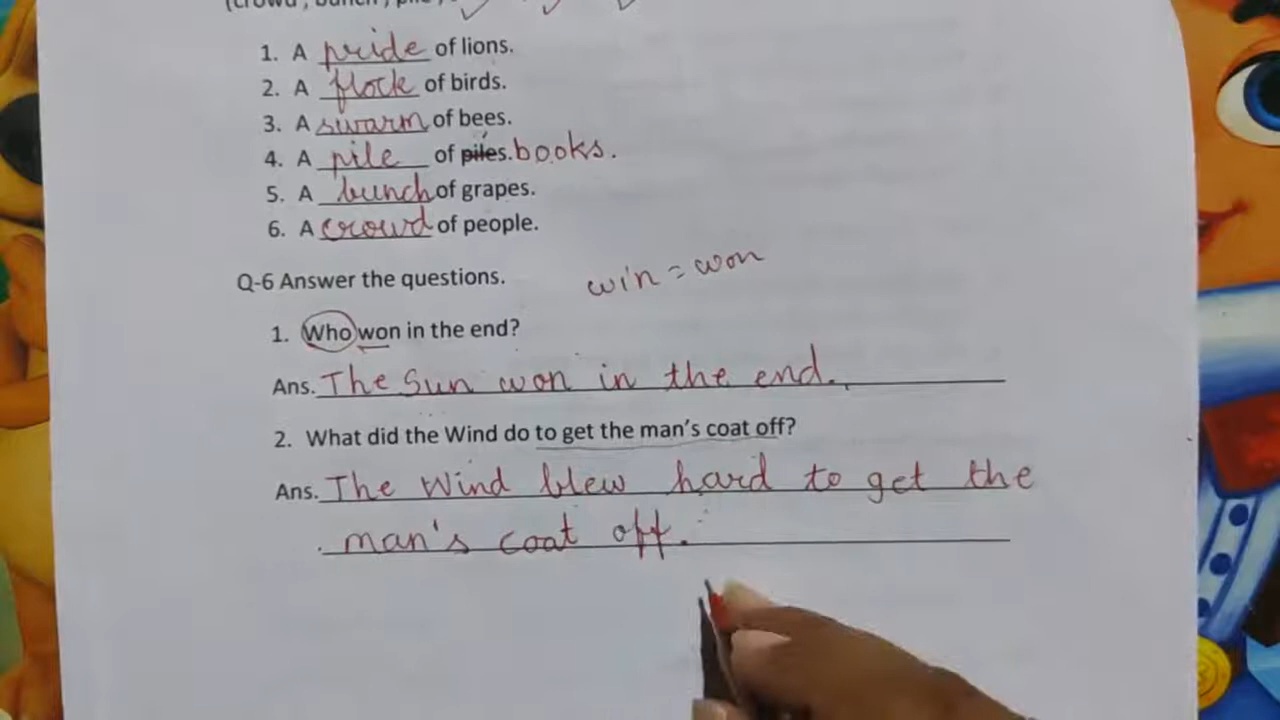 (crowd, bunch, pile,
1. A pride of lions.
2. A flock of birds.
3. A swarm of bees.
4. A pile of piles. books.
5. A bunch of grapes.
6. A crowd of people.
Q-6 Answer the questions.
win = won
1. Who won in the end?
Ans. The Sun won in the end.
2. What did the Wind do to get the man's coat off?
Ans. The Wind blew hard to get the
man's coat off.